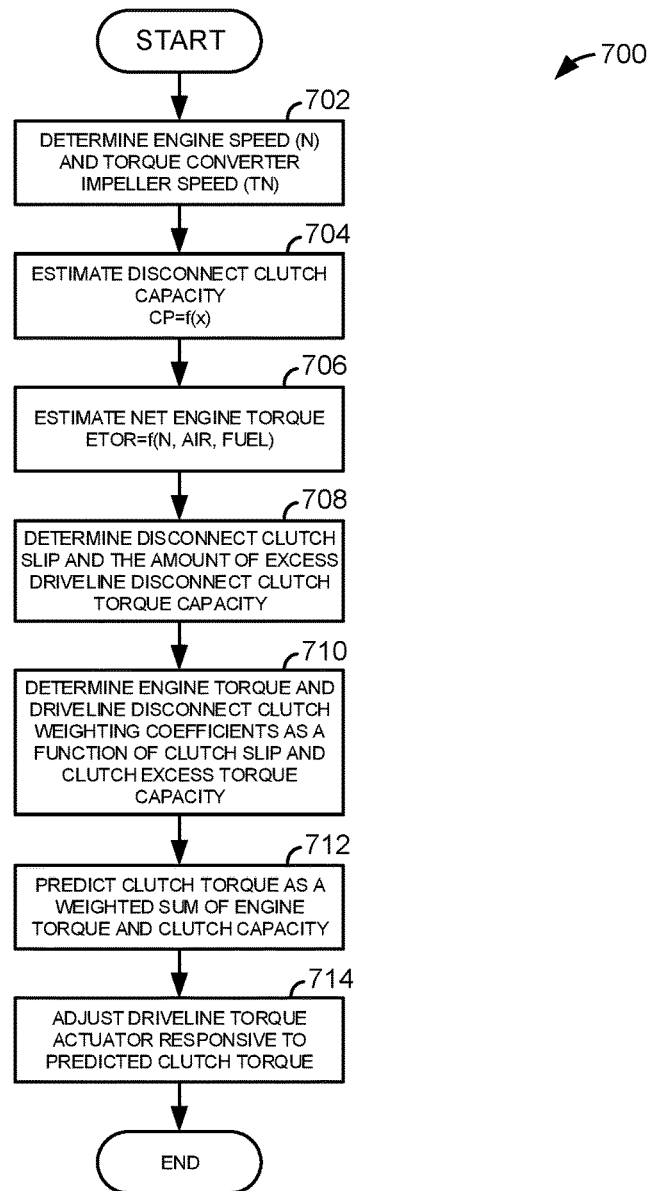 START
700
702
DETERMINE ENGINE SPEED (N)
AND TORQUE CONVERTER
IMPELLER SPEED (TN)
704
ESTIMATE DISCONNECT CLUTCH
CAPACITY
CP=f(x)
706
ESTIMATE NET ENGINE TORQUE
ETOR=f(N, AIR, FUEL)
708
DETERMINE DISCONNECT CLUTCH
SLIP AND THE AMOUNT OF EXCESS
DRIVELINE DISCONNECT CLUTCH
TORQUE CAPACITY
710
DETERMINE ENGINE TORQUE AND
DRIVELINE DISCONNECT CLUTCH
WEIGHTING COEFFICIENTS AS A
FUNCTION OF CLUTCH SLIP AND
CLUTCH EXCESS TORQUE
CAPACITY
712
PREDICT CLUTCH TORQUE AS A
WEIGHTED SUM OF ENGINE
TORQUE AND CLUTCH CAPACITY
714
ADJUST DRIVELINE TORQUE
ACTUATOR RESPONSIVE TO
PREDICTED CLUTCH TORQUE
END